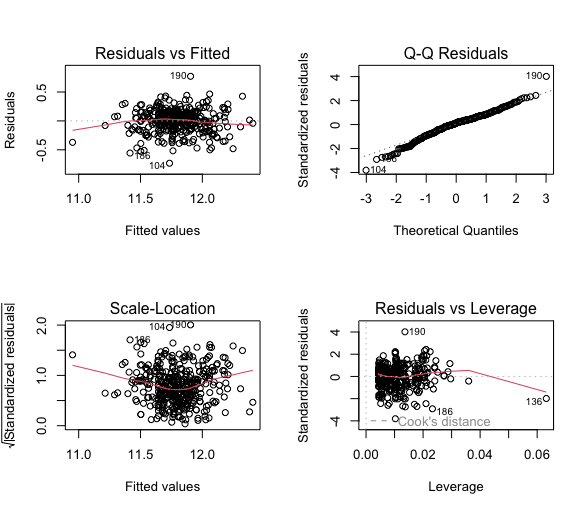 Residuals vs Fitted
Residuals
0.5
-0.5
190
186
104
11.0 11.5 12.0
Fitted values
Q-Q Residuals
Standardized residuals
4
2
0
-2
-4
190
186
104
-3 -2 -1 0 1 2 3
Theoretical Quantiles
Scale-Location
√|Standardized residuals|
2.0
1.0
0.0
104 190
186
11.0 11.5 12.0
Fitted values
Residuals vs Leverage
Standardized residuals
4
2
0
-4
190
136
186
Cook's distance
0.00 0.02 0.04 0.06
Leverage